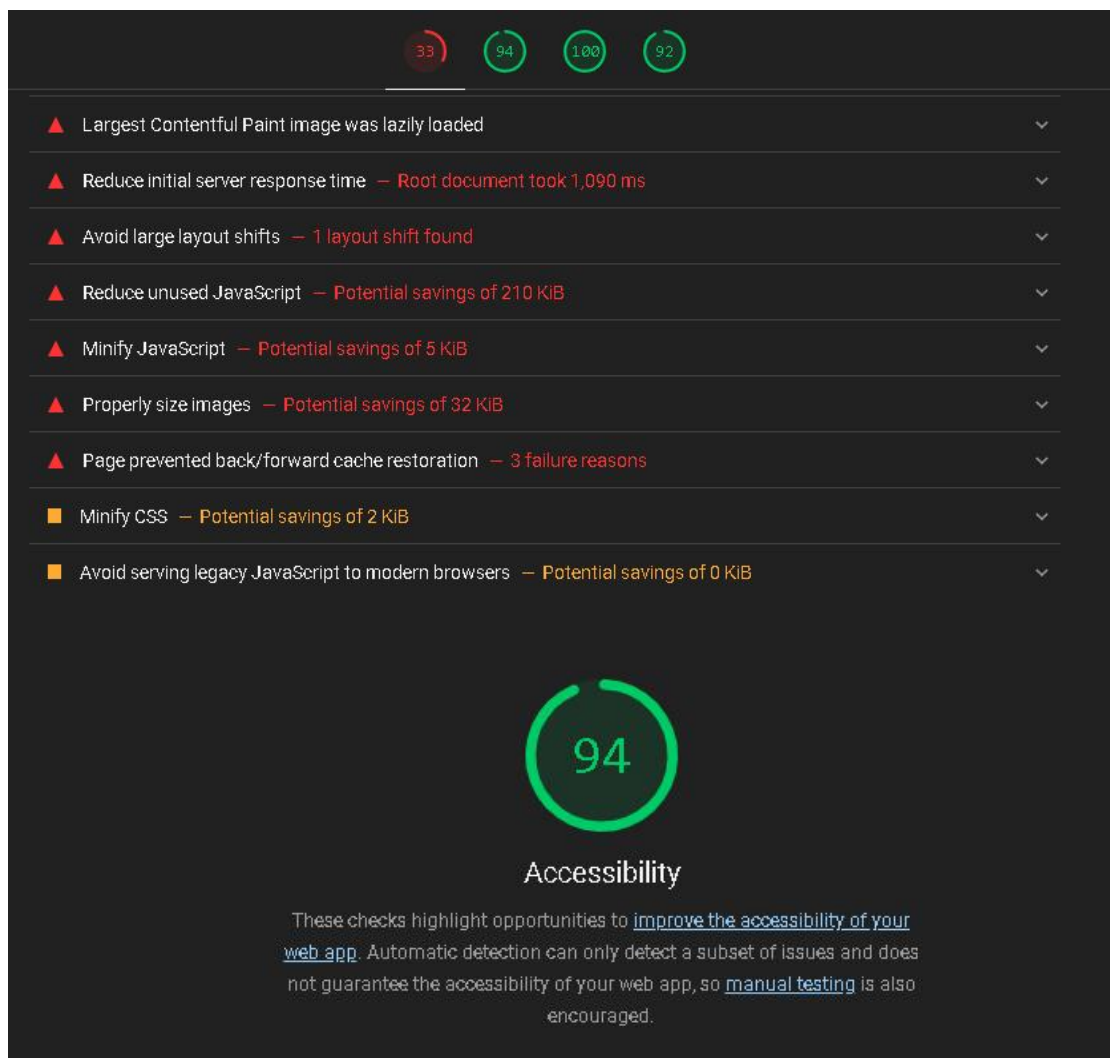 33 94 100 92
Largest Contentful Paint image was lazily loaded
Reduce initial server response time — Root document took 1,090 ms
Avoid large layout shifts — 1 layout shift found
Reduce unused JavaScript — Potential savings of 210 KiB
Minify JavaScript — Potential savings of 5 KiB
Properly size images — Potential savings of 32 KiB
Page prevented back/forward cache restoration — 3 failure reasons
Minify CSS — Potential savings of 2 KiB
Avoid serving legacy JavaScript to modern browsers — Potential savings of 0 KiB
94
Accessibility
These checks highlight opportunities to improve the accessibility of your
web app. Automatic detection can only detect a subset of issues and does
not guarantee the accessibility of your web app, so manual testing is also
encouraged.